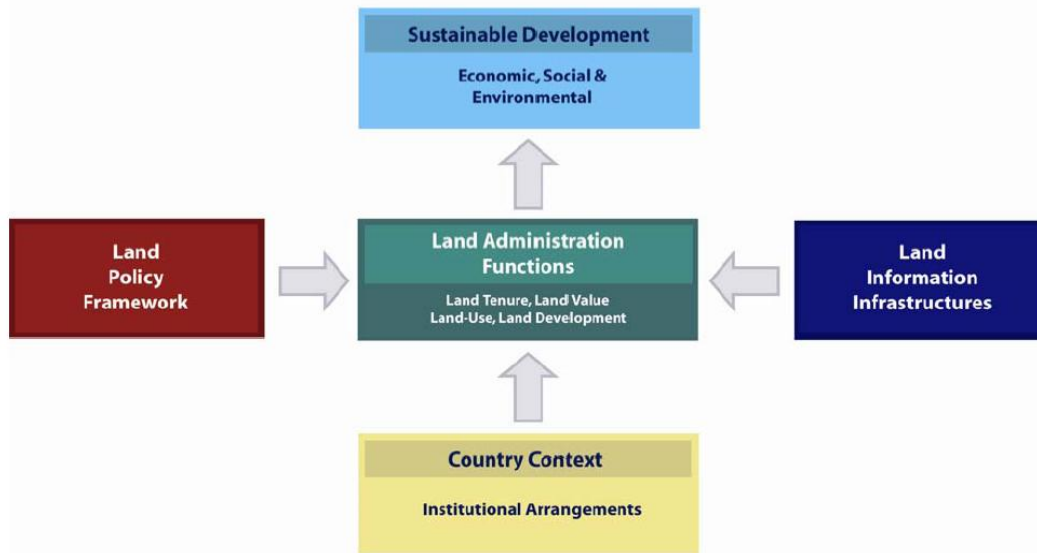 Sustainable Development
Economic, Social &
Environmental
Land
Policy
Framework
Land Administration
Functions
Land Tenure, Land Value
Land-Use, Land Development
Land
Information
Infrastructures
Country Context
Institutional Arrangements